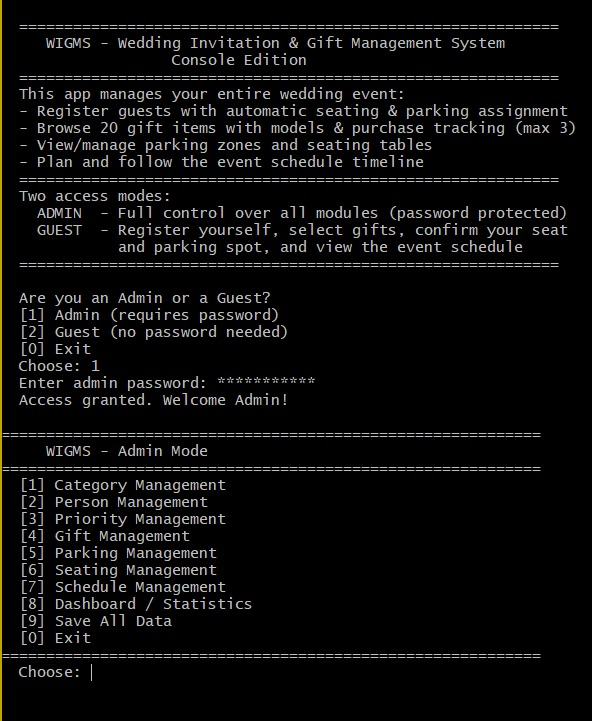 ============================================================
WIGMS - Wedding Invitation & Gift Management System
Console Edition
============================================================
This app manages your entire wedding event:
- Register guests with automatic seating & parking assignment
- Browse 20 gift items with models & purchase tracking (max 3)
- View/manage parking zones and seating tables
- Plan and follow the event schedule timeline
============================================================
Two access modes:
ADMIN  - Full control over all modules (password protected)
GUEST  - Register yourself, select gifts, confirm your seat
and parking spot, and view the event schedule
============================================================
Are you an Admin or a Guest?
[1] Admin (requires password)
[2] Guest (no password needed)
[0] Exit
Choose: 1
Enter admin password: ***********
Access granted. Welcome Admin!
============================================================
WIGMS - Admin Mode
============================================================
[1] Category Management
[2] Person Management
[3] Priority Management
[4] Gift Management
[5] Parking Management
[6] Seating Management
[7] Schedule Management
[8] Dashboard / Statistics
[9] Save All Data
[0] Exit
============================================================
Choose: